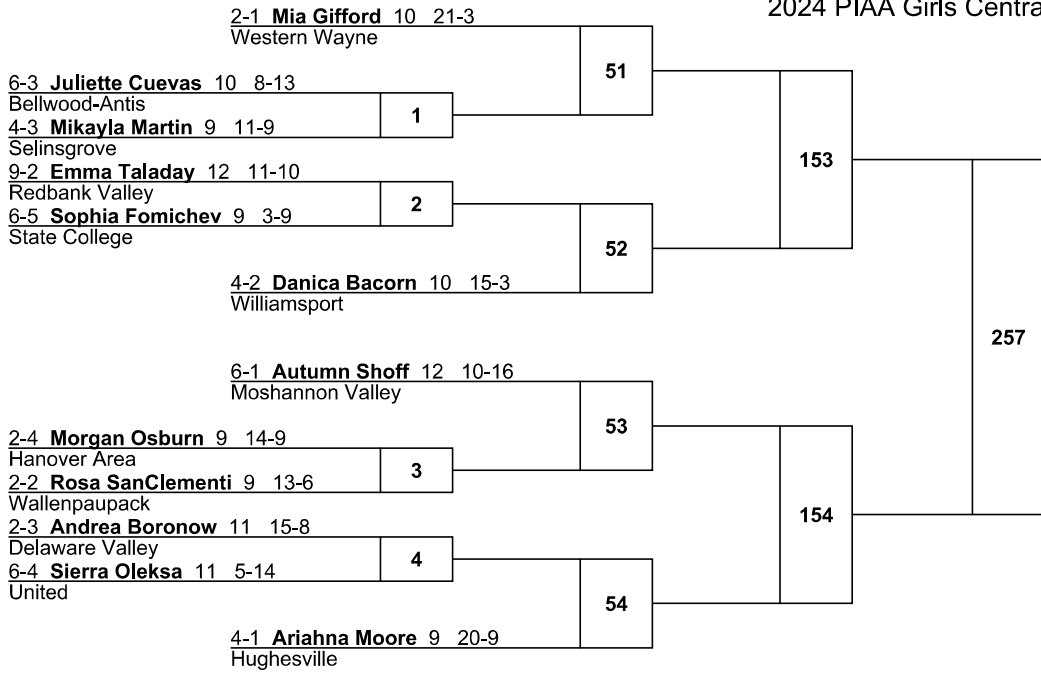 2024 PIAA Girls Centra
2-1 Mia Gifford 10 21-3
Western Wayne
51
6-3 Juliette Cuevas 10 8-13
Bellwood-Antis
1
4-3 Mikayla Martin 9 11-9
Selinsgrove
153
9-2 Emma Taladay 12 11-10
Redbank Valley
2
6-5 Sophia Fomichev 9 3-9
State College
52
4-2 Danica Bacorn 10 15-3
Williamsport
257
6-1 Autumn Shoff 12 10-16
Moshannon Valley
53
2-4 Morgan Osburn 9 14-9
Hanover Area
3
2-2 Rosa SanClementi 9 13-6
Wallenpaupack
154
2-3 Andrea Boronow 11 15-8
Delaware Valley
4
6-4 Sierra Oleksa 11 5-14
United
54
4-1 Ariahna Moore 9 20-9
Hughesville